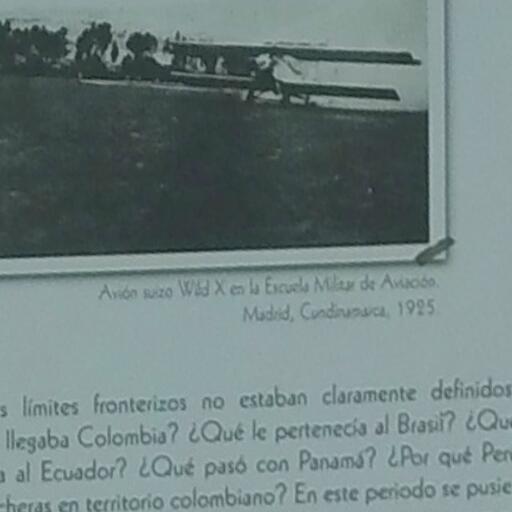 Avión suizo Wild X en la Escuela Militar de Aviación.
Madrid, Cundinamarca, 1925.
s límites fronterizos no estaban claramente definidos
llegaba Colombia? ¿Qué le pertenecía al Brasil? ¿Qué
a al Ecuador? ¿Qué pasó con Panamá? ¿Por qué Per
cheras en territorio colombiano? En este periodo se pusie